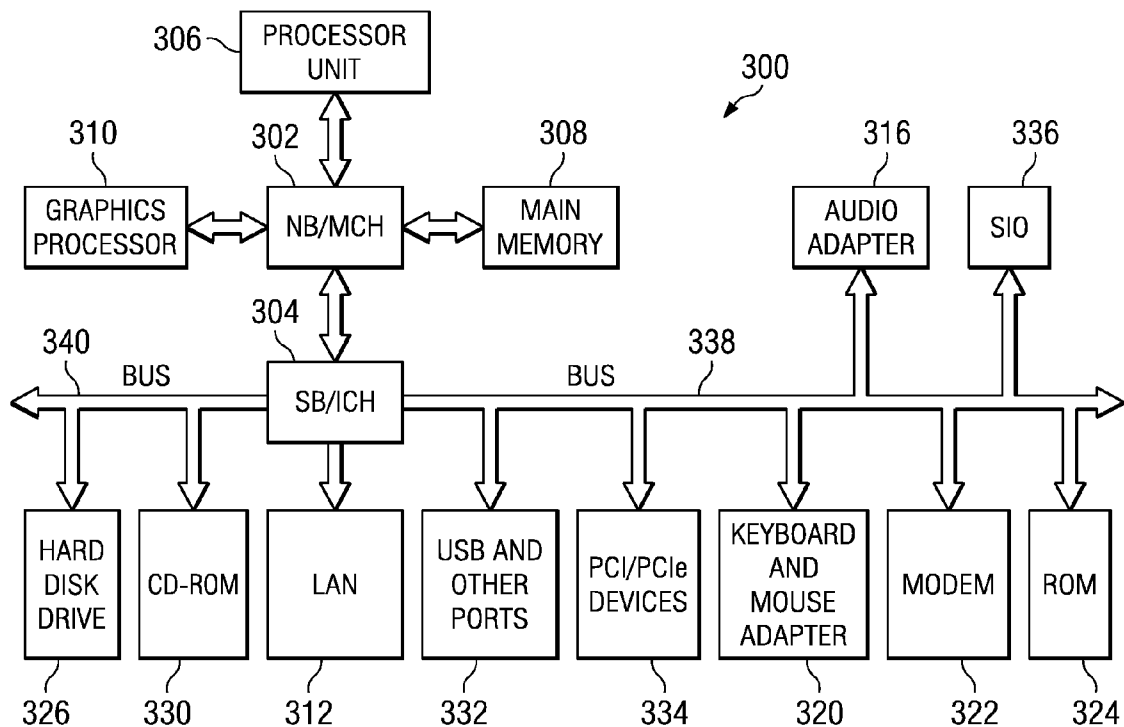 306
PROCESSOR
UNIT
300
310
302
308
316
336
GRAPHICS
PROCESSOR
NB/MCH
MAIN
MEMORY
AUDIO
ADAPTER
SIO
304
340
BUS
SB/ICH
BUS
338
HARD
DISK
DRIVE
CD-ROM
LAN
USB AND
OTHER
PORTS
PCI/PCIe
DEVICES
KEYBOARD
AND
MOUSE
ADAPTER
MODEM
ROM
326
330
312
332
334
320
322
324